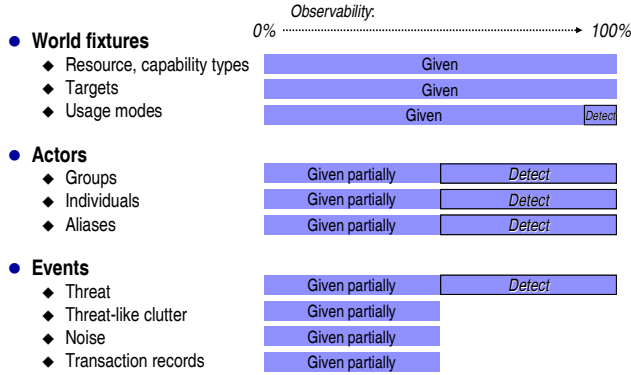 Observability:
0% 100%
World fixtures
Resource, capability types Given
Targets Given
Usage modes Given Detect
Actors
Groups Given partially Detect
Individuals Given partially Detect
Aliases Given partially Detect
Events
Threat Given partially Detect
Threat-like clutter Given partially
Noise Given partially
Transaction records Given partially